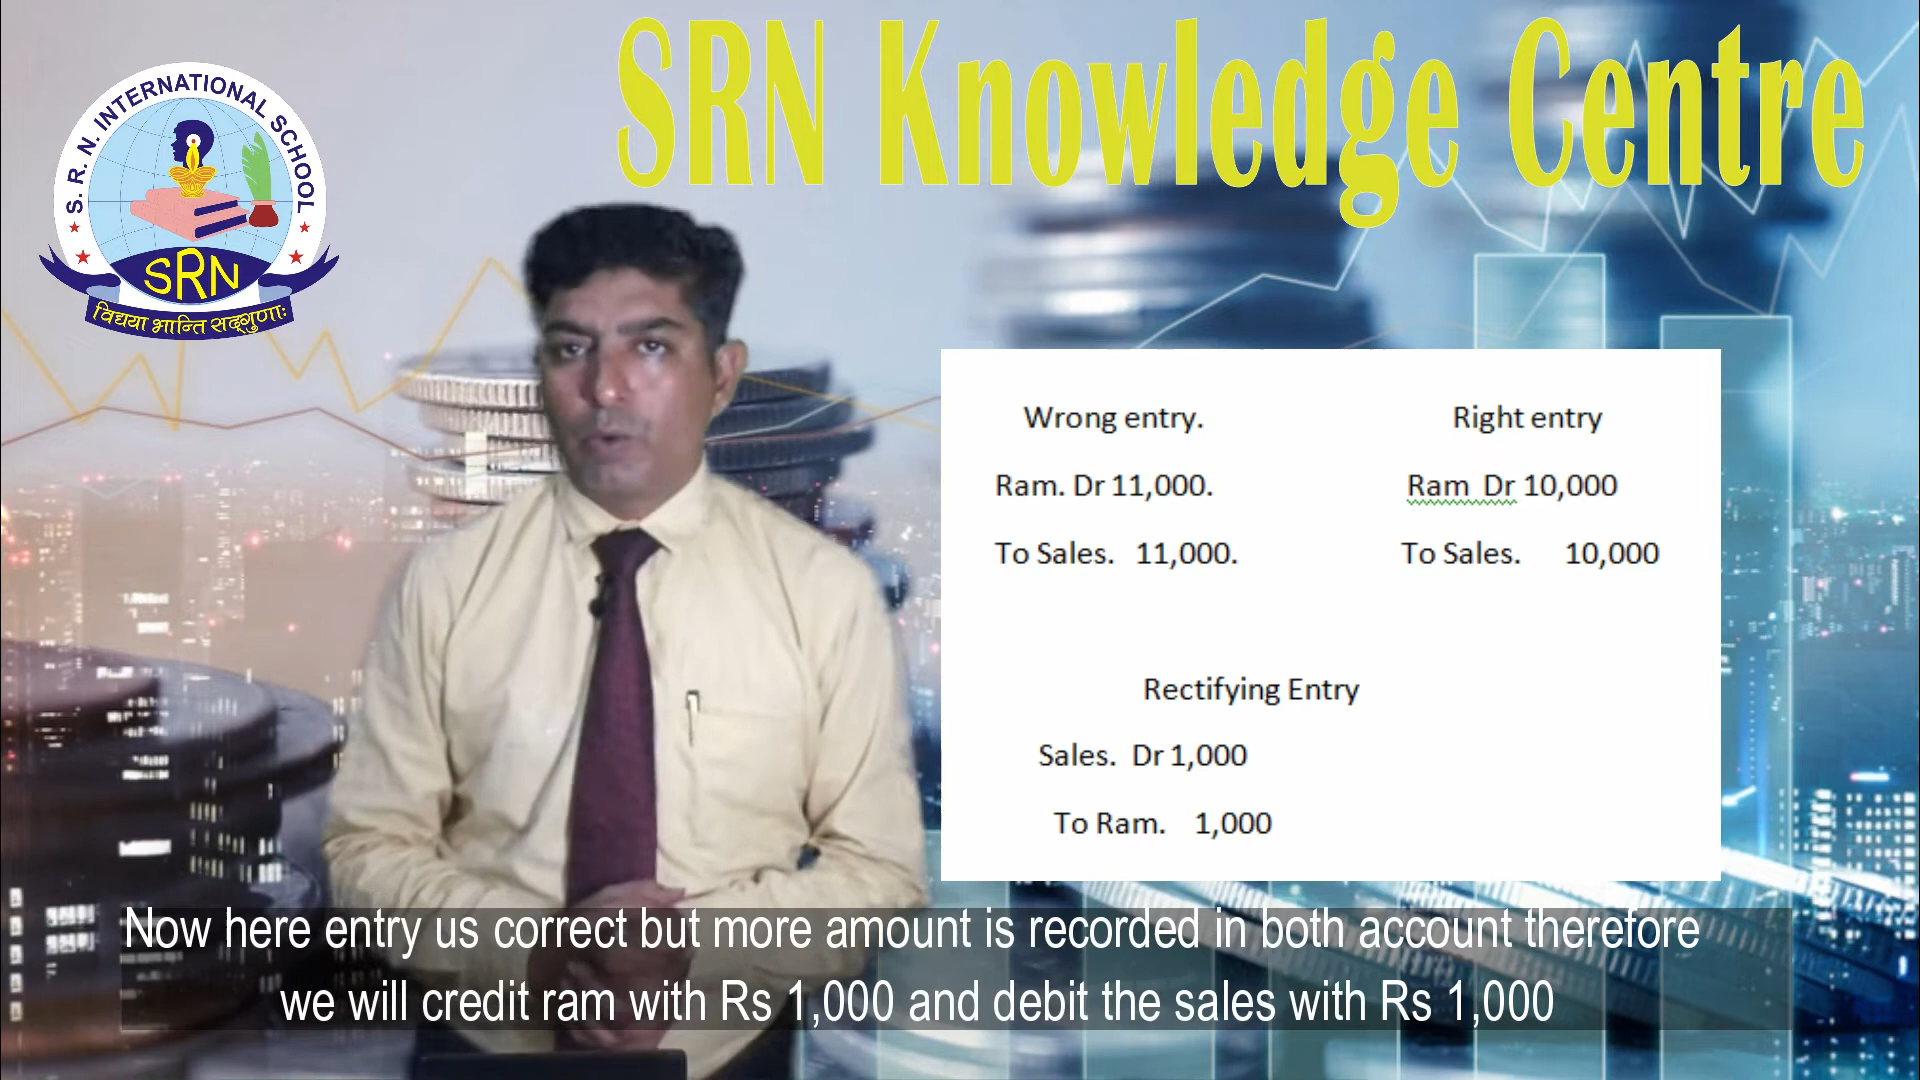 SRN Knowledge Centre
S. R. N. INTERNATIONAL SCHOOL
SRN
विद्यया भान्ति सद्गुणाः
Wrong entry. Right entry
Ram. Dr 11,000. Ram Dr 10,000
To Sales. 11,000. To Sales. 10,000
Rectifying Entry
Sales. Dr 1,000
To Ram. 1,000
Now here entry us correct but more amount is recorded in both account therefore
we will credit ram with Rs 1,000 and debit the sales with Rs 1,000